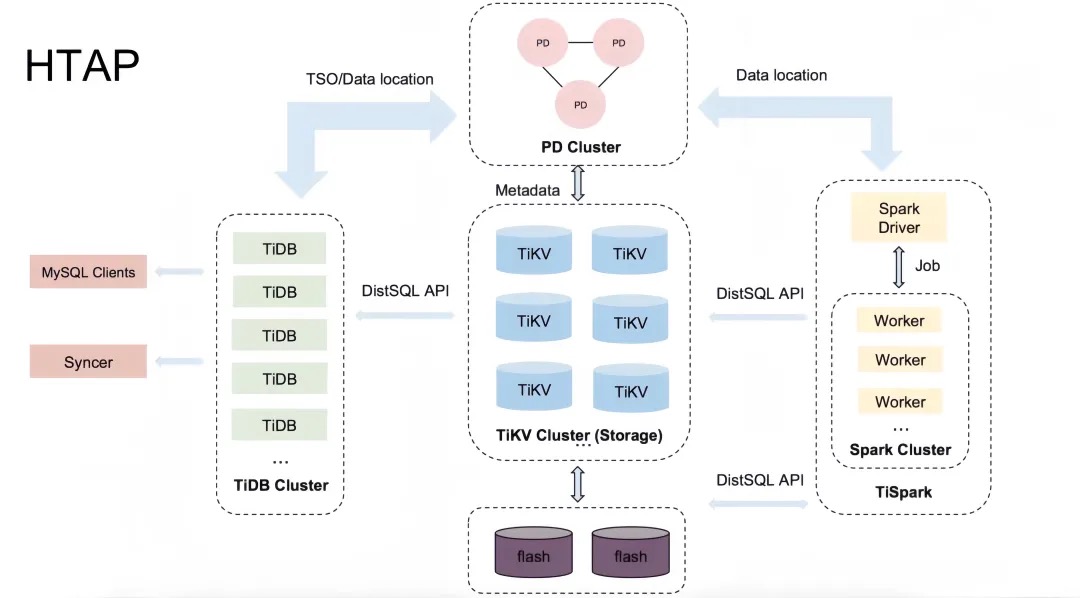 HTAP
TSO/Data location
PD
PD
PD
PD Cluster
Data location
Metadata
MySQL Clients
Syncer
TiDB
TiDB
TiDB
TiDB
TiDB
...
TiDB Cluster
DistSQL API
TiKV
TiKV
TiKV
TiKV
TiKV
TiKV
TiKV Cluster (Storage)
...
DistSQL API
DistSQL API
Spark
Driver
Job
Worker
Worker
Worker
...
Spark Cluster
TiSpark
flash
flash